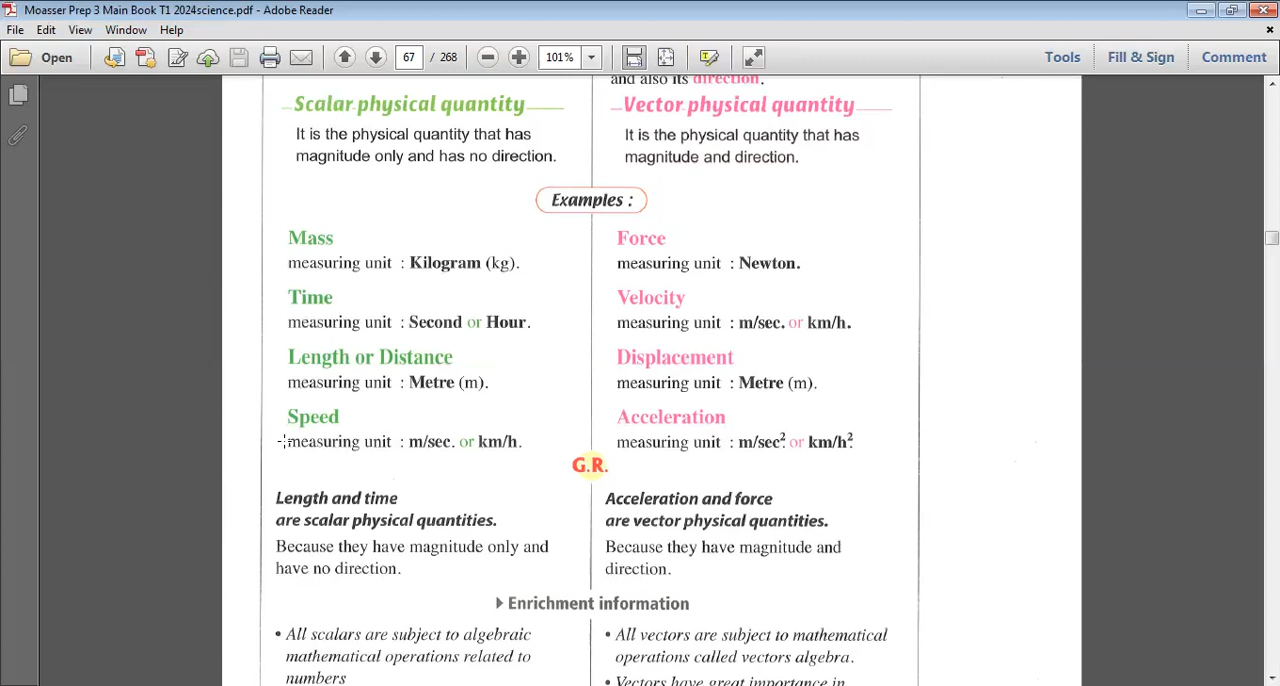 Moasser Prep 3 Main Book T1 2024science.pdf - Adobe Reader
File Edit View Window Help
Open 67 / 268 101% Tools Fill & Sign Comment
and also its direction.
Scalar physical quantity
It is the physical quantity that has
magnitude only and has no direction.
Vector physical quantity
It is the physical quantity that has
magnitude and direction.
Examples :
Mass
measuring unit : Kilogram (kg).
Time
measuring unit : Second or Hour.
Length or Distance
measuring unit : Metre (m).
Speed
measuring unit : m/sec. or km/h.
Force
measuring unit : Newton.
Velocity
measuring unit : m/sec. or km/h.
Displacement
measuring unit : Metre (m).
Acceleration
measuring unit : m/sec². or km/h².
G.R.
Length and time
are scalar physical quantities.
Because they have magnitude only and
have no direction.
Acceleration and force
are vector physical quantities.
Because they have magnitude and
direction.
Enrichment information
• All scalars are subject to algebraic
mathematical operations related to
numbers
• All vectors are subject to mathematical
operations called vectors algebra.
• Vectors have great importance in